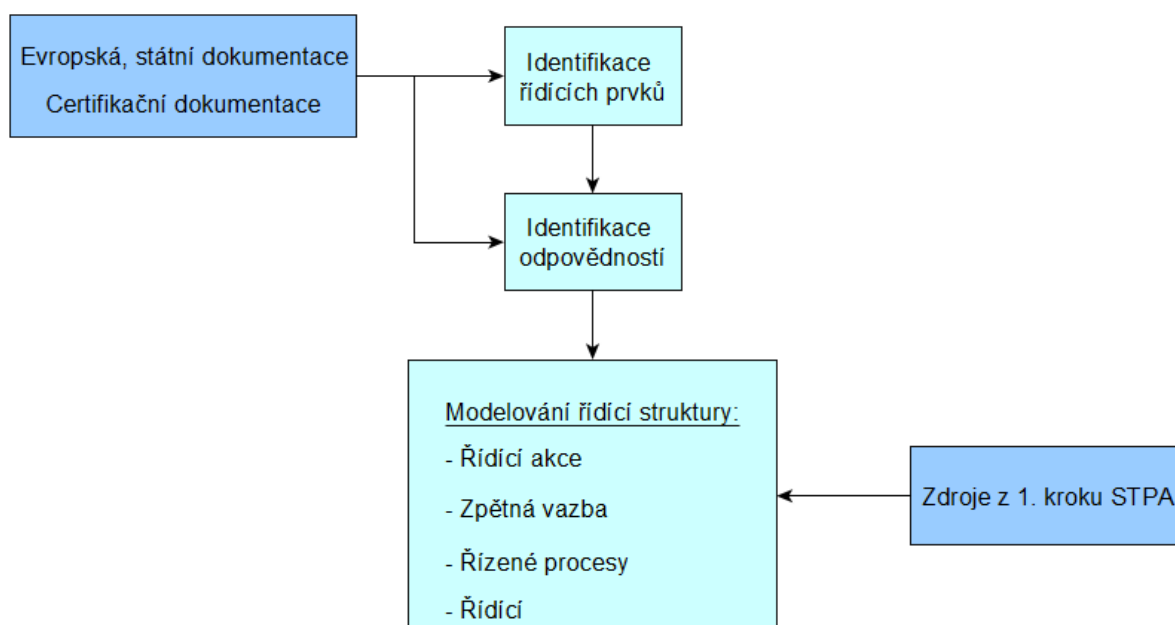 Evropská, státní dokumentace
Certifikační dokumentace
Identifikace
řídících prvků
Identifikace
odpovědností
Modelování řídící struktury:
- Řídící akce
- Zpětná vazba
- Řízené procesy
- Řídící
Zdroje z 1. kroku STPA